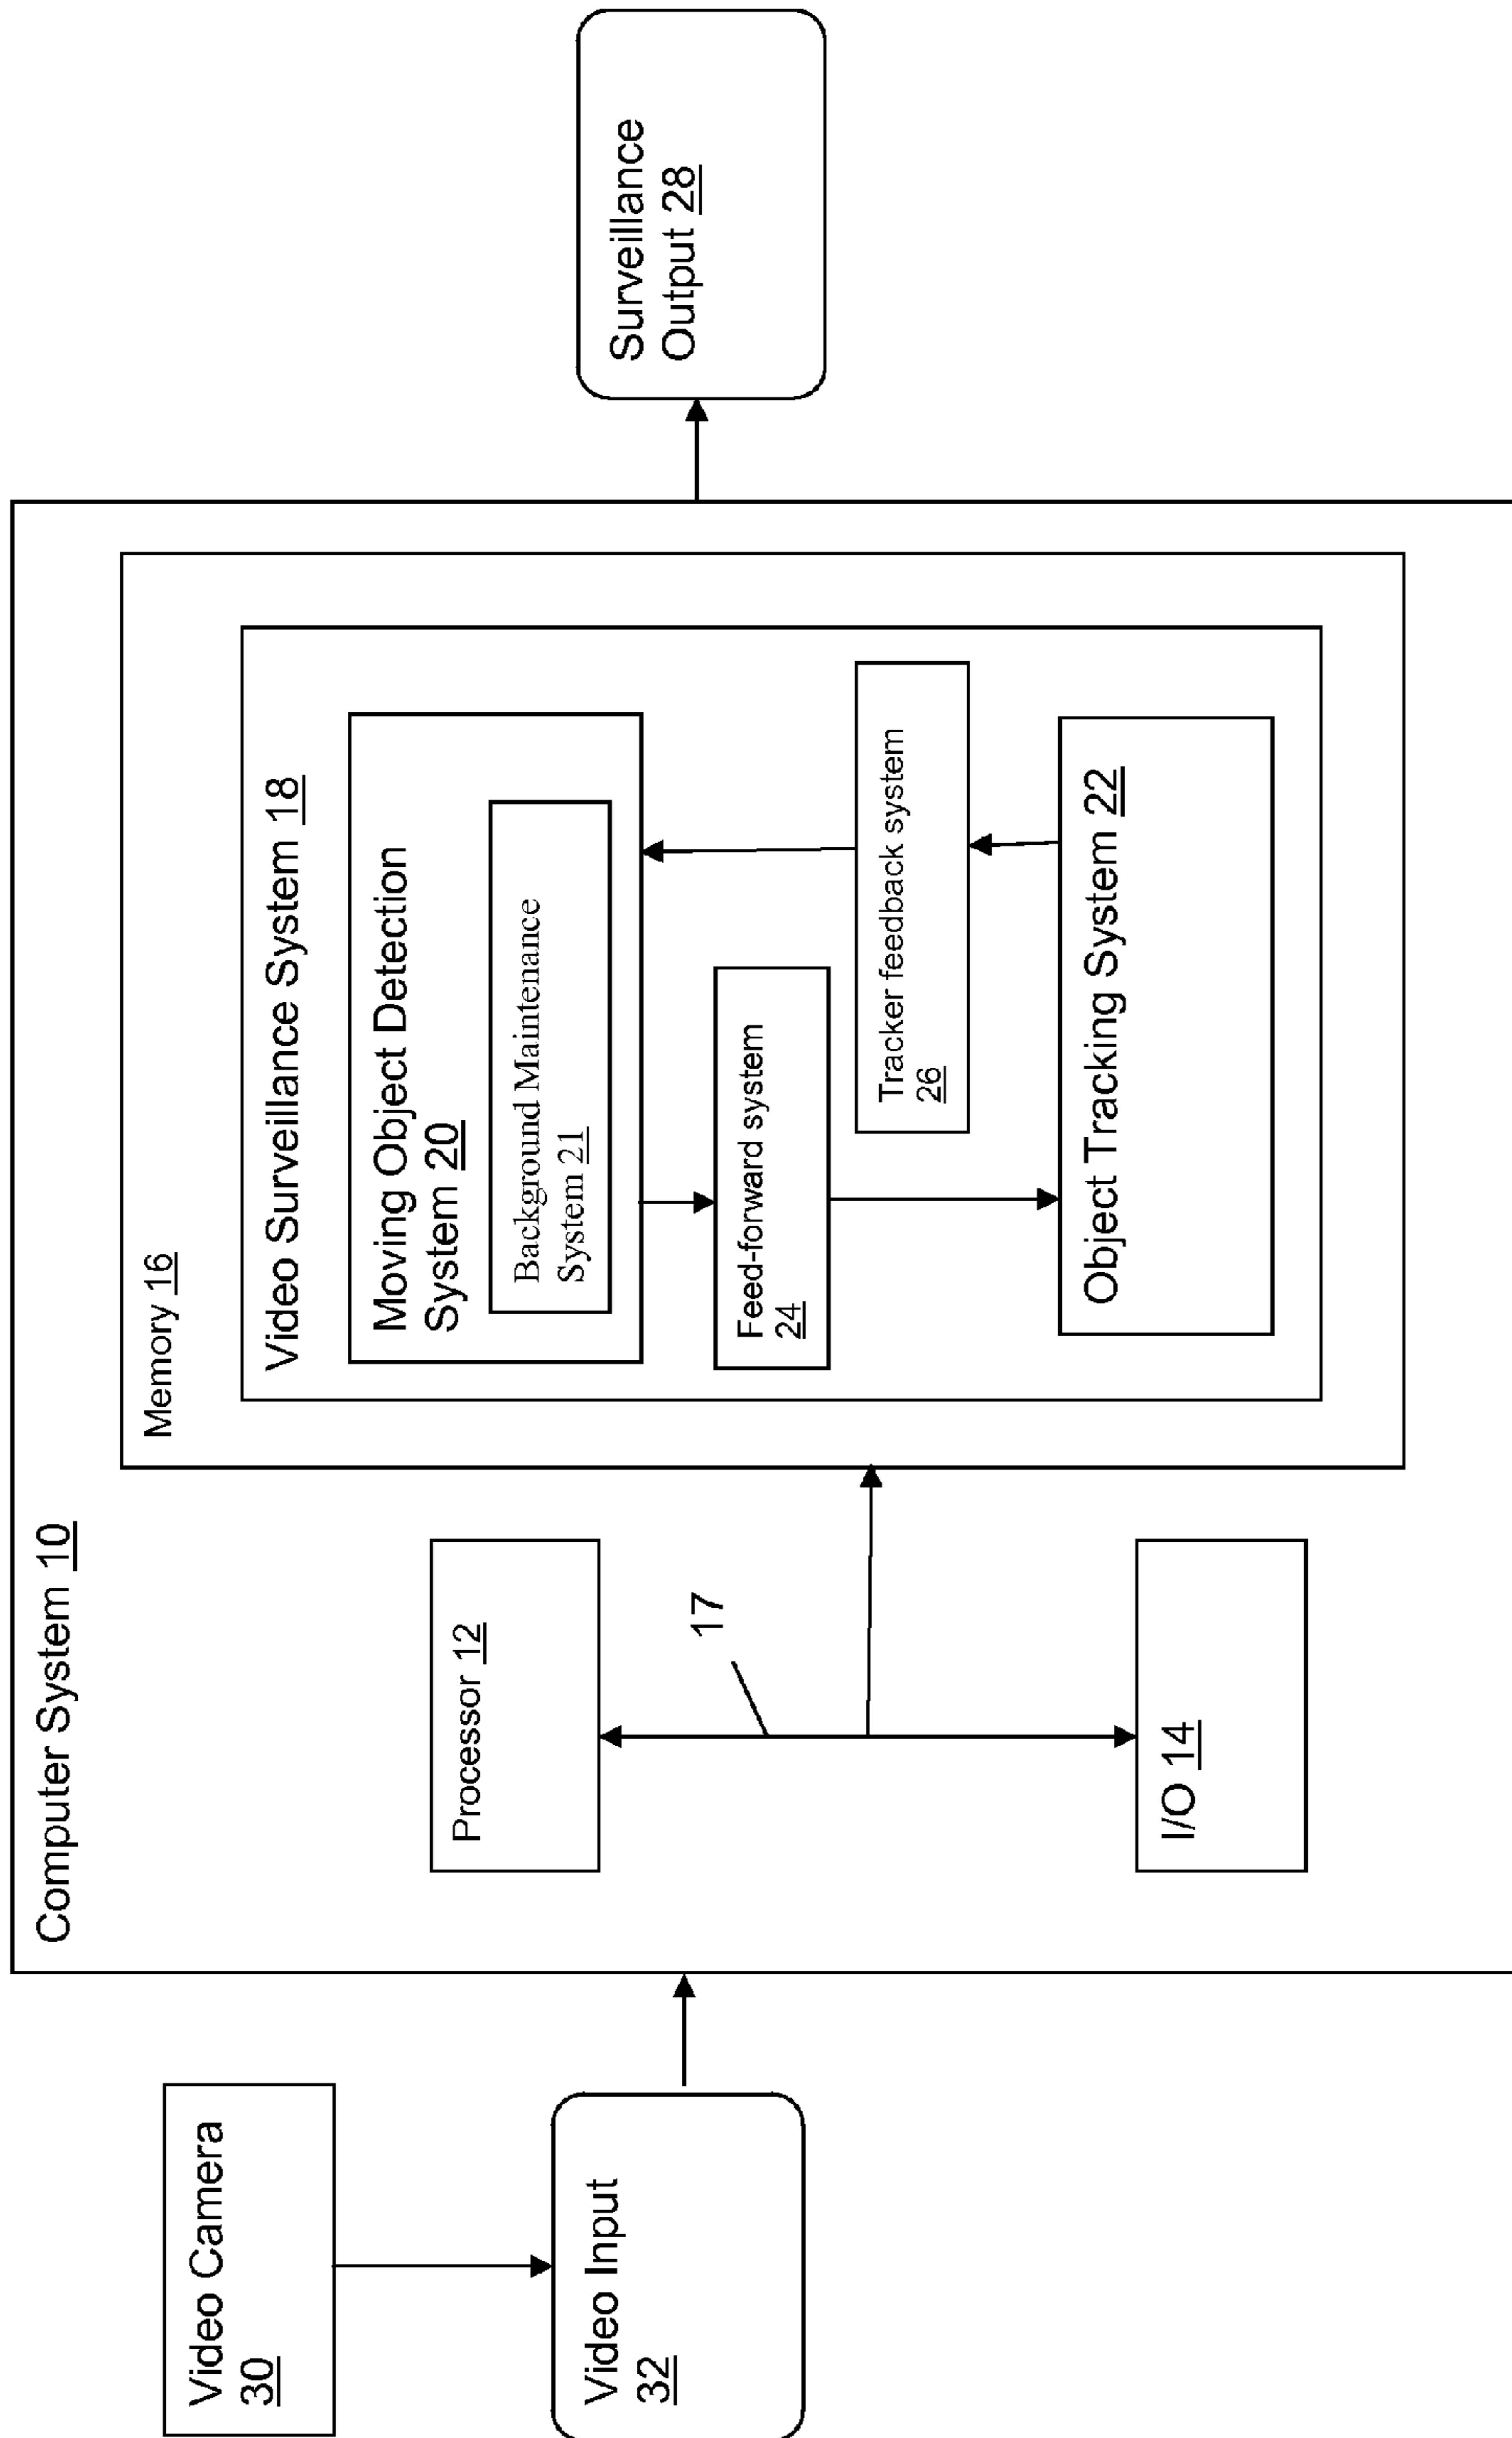 Computer System 10
Video Camera
30
Video Input
32
Processor 12
17
I/O 14
Memory 16
Video Surveillance System 18
Moving Object Detection
System 20
Background Maintenance
System 21
Feed-forward system
24
Tracker feedback system
26
Object Tracking System 22
Surveillance
Output 28